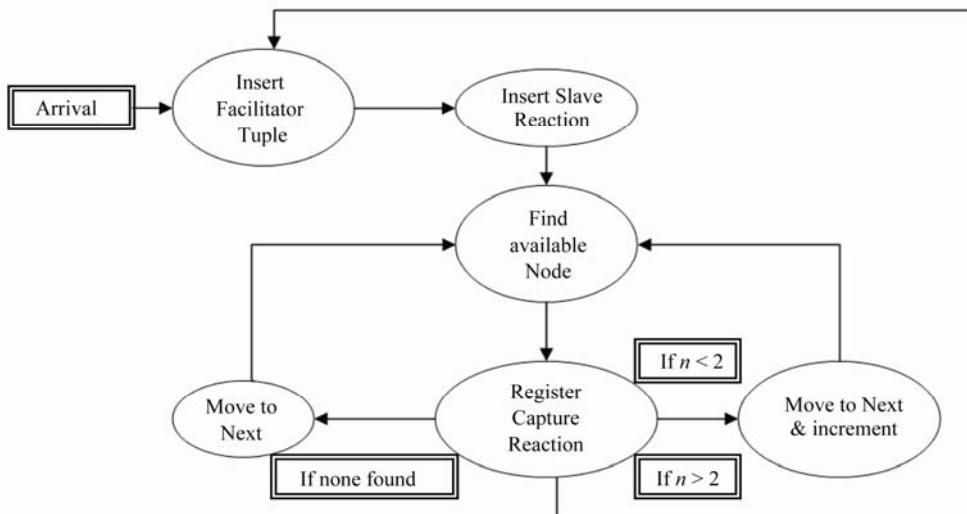 Arrival
Insert
Facilitator
Tuple
Insert Slave
Reaction
Find
available
Node
If n < 2
Move to
Next
Register
Capture
Reaction
Move to Next
& increment
If none found
If n > 2